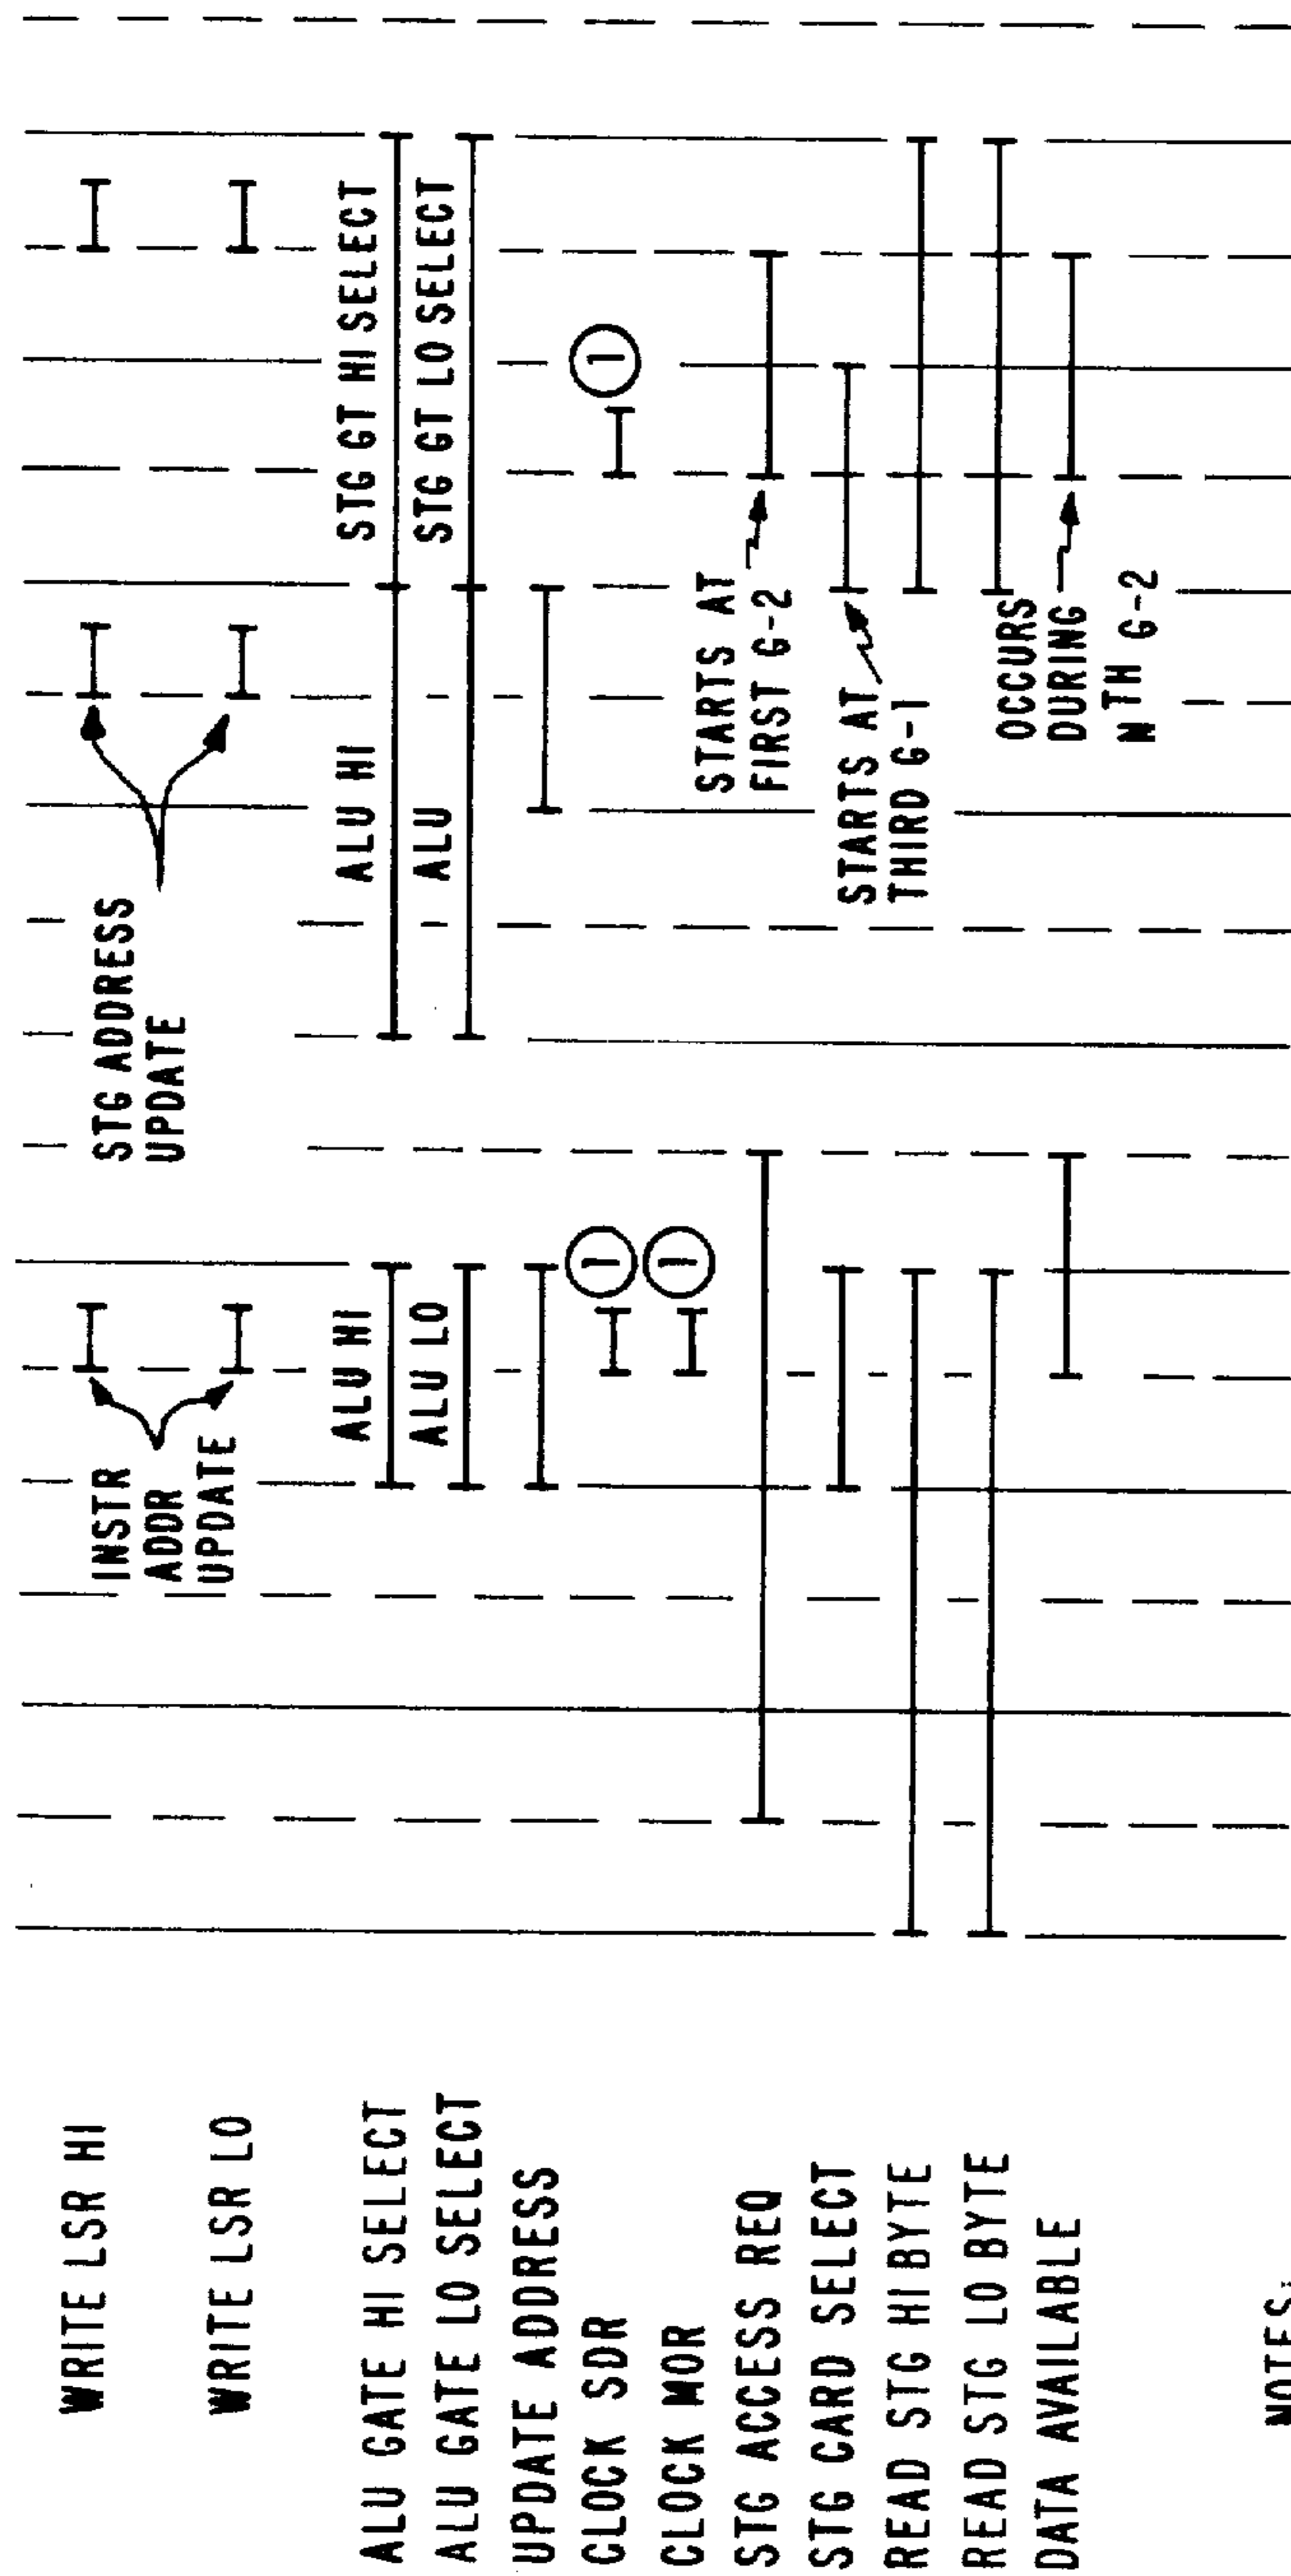 WRITE LSR HI
INSTR
ADDR
UPDATE
STG ADDRESS
UPDATE
WRITE LSR LO
ALU GATE HI SELECT
ALU HI
ALU HI
STG GT HI SELECT
ALU GATE LO SELECT
ALU LO
ALU
STG GT LO SELECT
UPDATE ADDRESS
CLOCK SDR
1
1
CLOCK MOR
1
STG ACCESS REQ
STARTS AT
FIRST G-2
STG CARD SELECT
STARTS AT
THIRD G-1
READ STG HI BYTE
READ STG LO BYTE
DATA AVAILABLE
OCCURS
DURING
NTH G-2
NOTES: